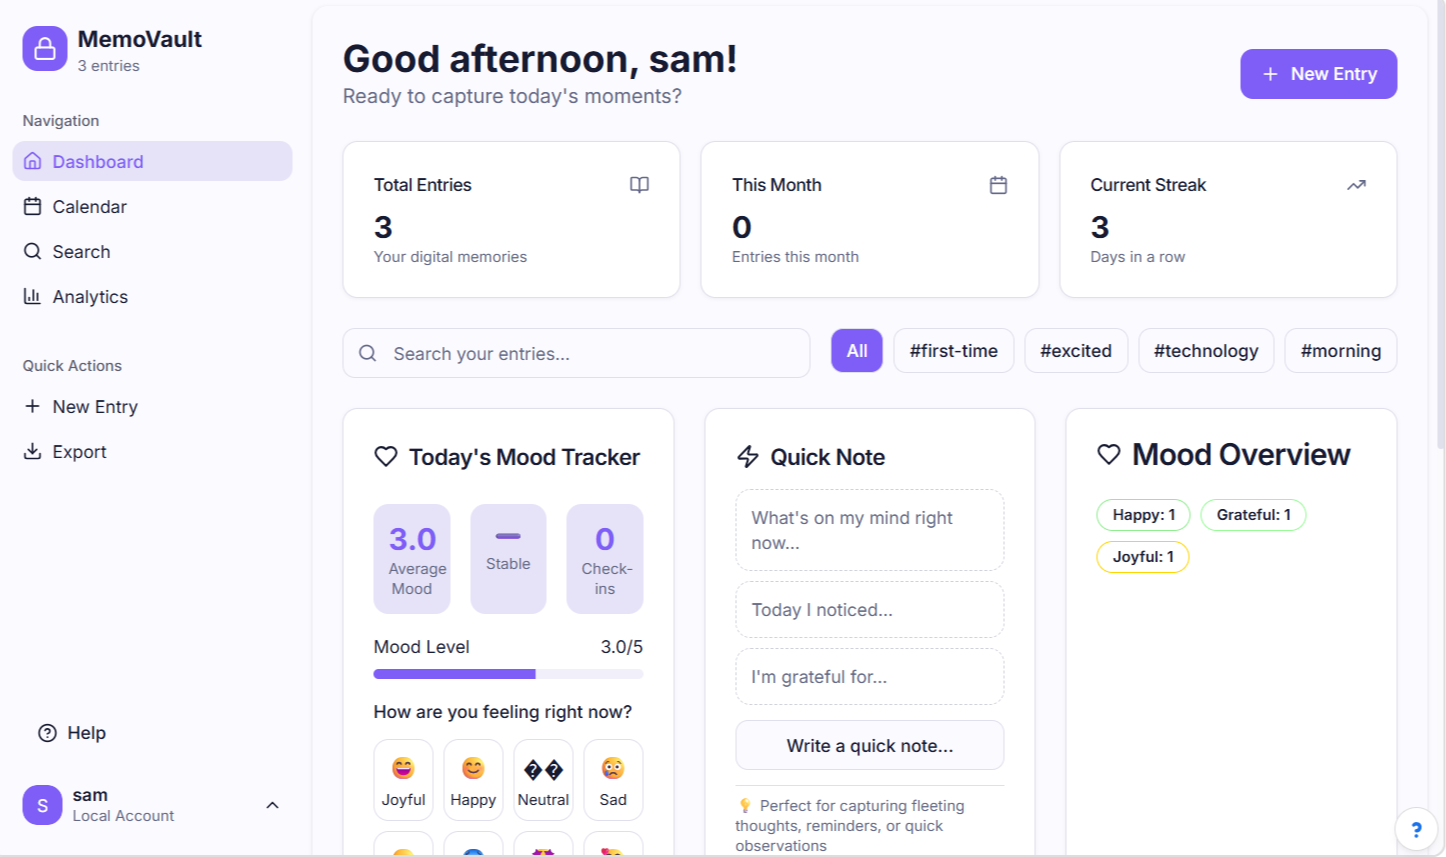 MemoVault
3 entries
Navigation
Dashboard
Calendar
Search
Analytics
Quick Actions
New Entry
Export
Help
S
sam
Local Account
Good afternoon, sam!
Ready to capture today's moments?
New Entry
Total Entries
3
Your digital memories
This Month
0
Entries this month
Current Streak
3
Days in a row
Search your entries...
All
#first-time
#excited
#technology
#morning
Today's Mood Tracker
3.0
Average
Mood
Stable
0
Check-
ins
Mood Level
3.0/5
How are you feeling right now?
😄
Joyful
😊
Happy
��
Neutral
😢
Sad
Quick Note
What's on my mind right
now...
Today I noticed...
I'm grateful for...
Write a quick note...
💡 Perfect for capturing fleeting
thoughts, reminders, or quick
observations
Mood Overview
Happy: 1
Grateful: 1
Joyful: 1
?